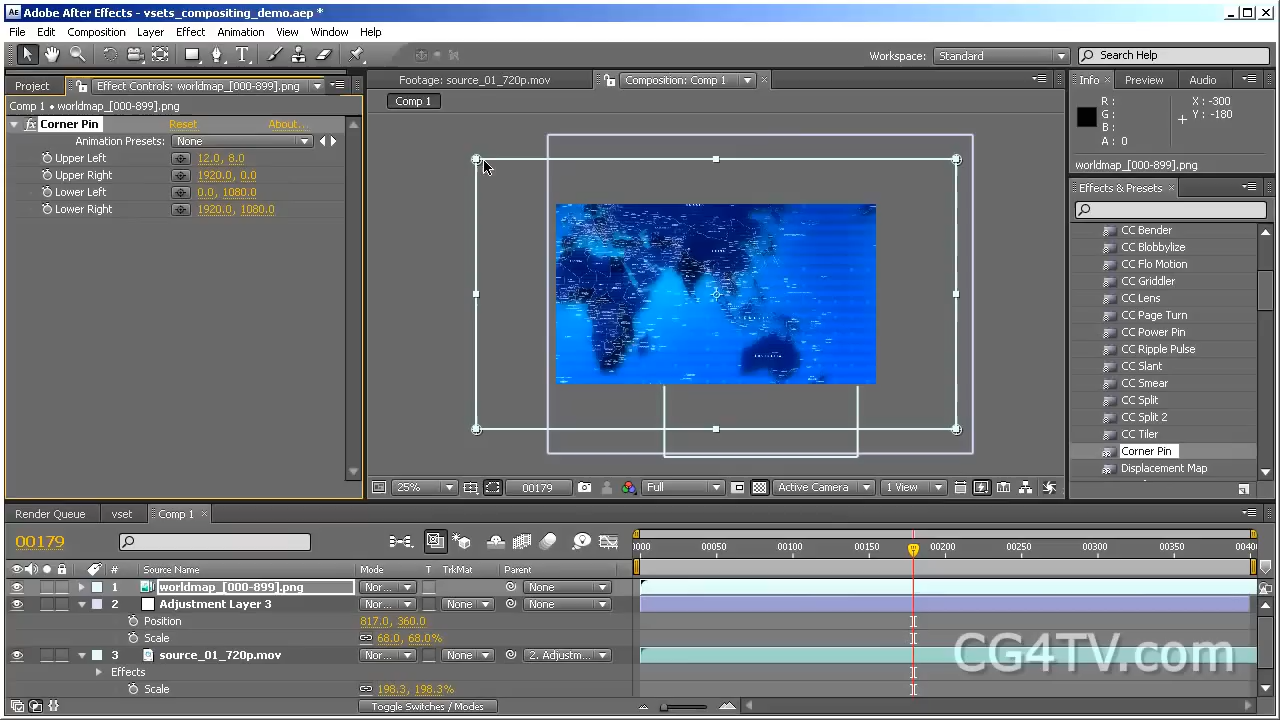 Adobe After Effects - vsets_compositing_demo.aep *
File Edit Composition Layer Effect Animation View Window Help
Workspace: Standard Search Help
Project Effect Controls: worldmap_[000-899].png
Footage: source_01_720p.mov Composition: Comp 1
Info Preview Audio
Comp 1 • worldmap_[000-899].png
Comp 1
R :
G :
B :
A : 0
X : -300
Y : -180
worldmap_[000-899].png
fx Corner Pin Reset About...
Animation Presets: None
Upper Left 12.0, 8.0
Upper Right 1920.0, 0.0
Lower Left 0.0, 1080.0
Lower Right 1920.0, 1080.0
Effects & Presets
CC Bender
CC Blobbylize
CC Flo Motion
CC Griddler
CC Lens
CC Page Turn
CC Power Pin
CC Ripple Pulse
CC Slant
CC Smear
CC Split
CC Split 2
CC Tiler
Corner Pin
Displacement Map
25% 00179 Full Active Camera 1 View
Render Queue vset Comp 1
00179
0000 00050 00100 00150 00200 00250 00300 00350 0040
# Source Name Mode T TrkMat Parent
1 worldmap_[000-899].png Nor... None
2 Adjustment Layer 3 Nor... None None
Position 817.0, 360.0
Scale 68.0, 68.0%
3 source_01_720p.mov Nor... None 2. Adjustm...
Effects
Scale 198.3, 198.3%
Toggle Switches / Modes
CG4TV.com